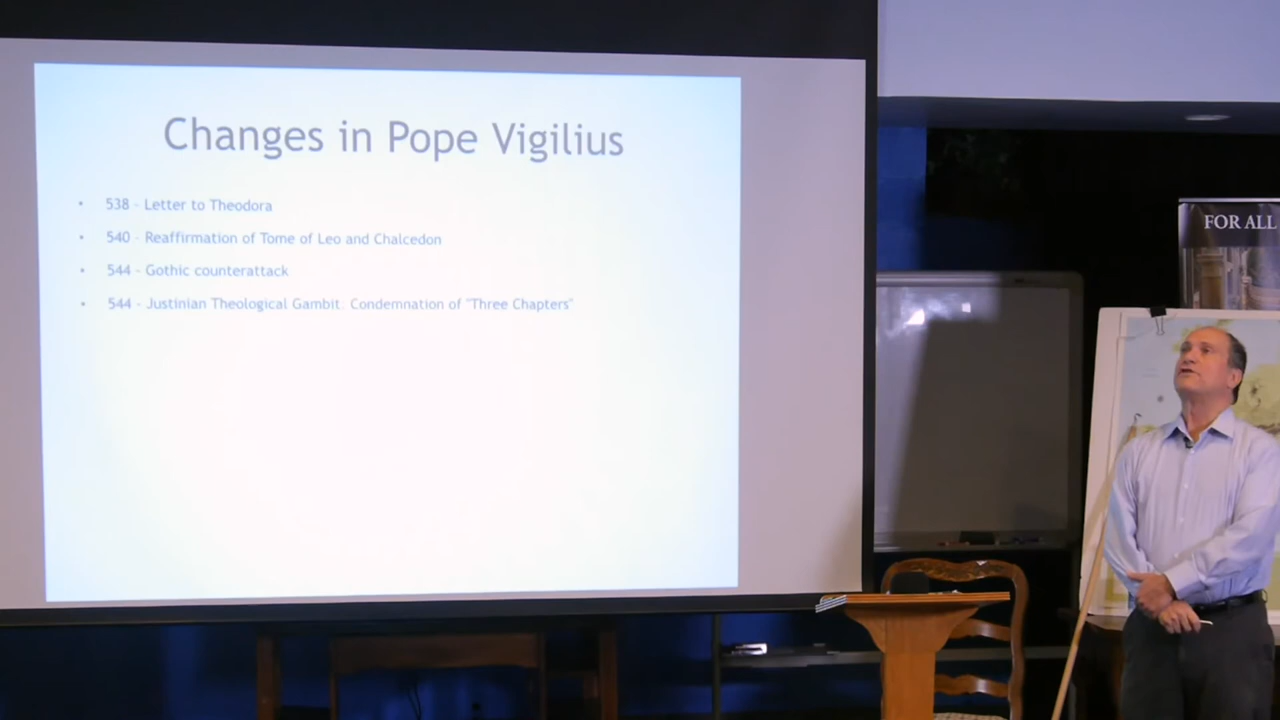 Changes in Pope Vigilius
• 538 - Letter to Theodora
• 540 - Reaffirmation of Tome of Leo and Chalcedon
• 544 - Gothic counterattack
• 544 - Justinian Theological Gambit. Condemnation of "Three Chapters"
FOR ALL